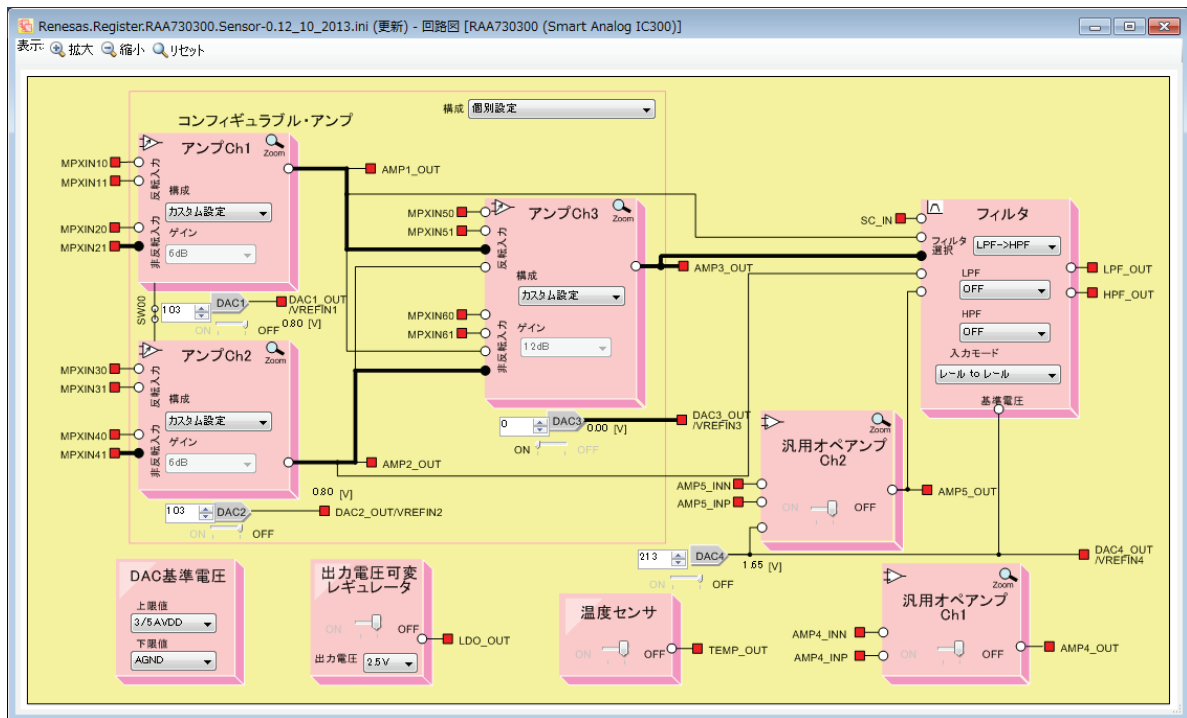 Renesas.Register.RAA730300.Sensor-0.12_10_2013.ini (更新) - 回路図 [RAA730300 (Smart Analog IC300)]
表示: 拡大 縮小 リセット
構成 個別設定
コンフィギュラブル・アンプ
アンプCh1
Zoom
MPXIN10
MPXIN11
反転入力
構成
カスタム設定
MPXIN20
MPXIN21
非反転入力
ゲイン
6dB
AMP1_OUT
SW00
103
DAC1
DAC1_OUT
/VREFIN1
ON OFF
0.80 [V]
アンプCh2
Zoom
MPXIN30
MPXIN31
反転入力
構成
カスタム設定
MPXIN40
MPXIN41
非反転入力
ゲイン
6dB
AMP2_OUT
0.80 [V]
103
DAC2
DAC2_OUT/VREFIN2
ON OFF
アンプCh3
Zoom
MPXIN50
MPXIN51
反転入力
構成
カスタム設定
MPXIN60
MPXIN61
非反転入力
ゲイン
12dB
AMP3_OUT
0
DAC3
0.00 [V]
DAC3_OUT
/VREFIN3
ON OFF
フィルタ
SC_IN
フィルタ
選択
LPF->HPF
LPF
OFF
HPF
OFF
入力モード
レール to レール
基準電圧
LPF_OUT
HPF_OUT
汎用オペアンプ
Ch2
Zoom
AMP5_INN
AMP5_INP
ON OFF
AMP5_OUT
213
DAC4
1.65 [V]
DAC4_OUT
/VREFIN4
ON OFF
DAC基準電圧
上限値
3/5AVDD
下限値
AGND
出力電圧可変
レギュレータ
ON OFF
出力電圧 2.5V
LDO_OUT
温度センサ
ON OFF
TEMP_OUT
汎用オペアンプ
Ch1
Zoom
AMP4_INN
AMP4_INP
ON OFF
AMP4_OUT